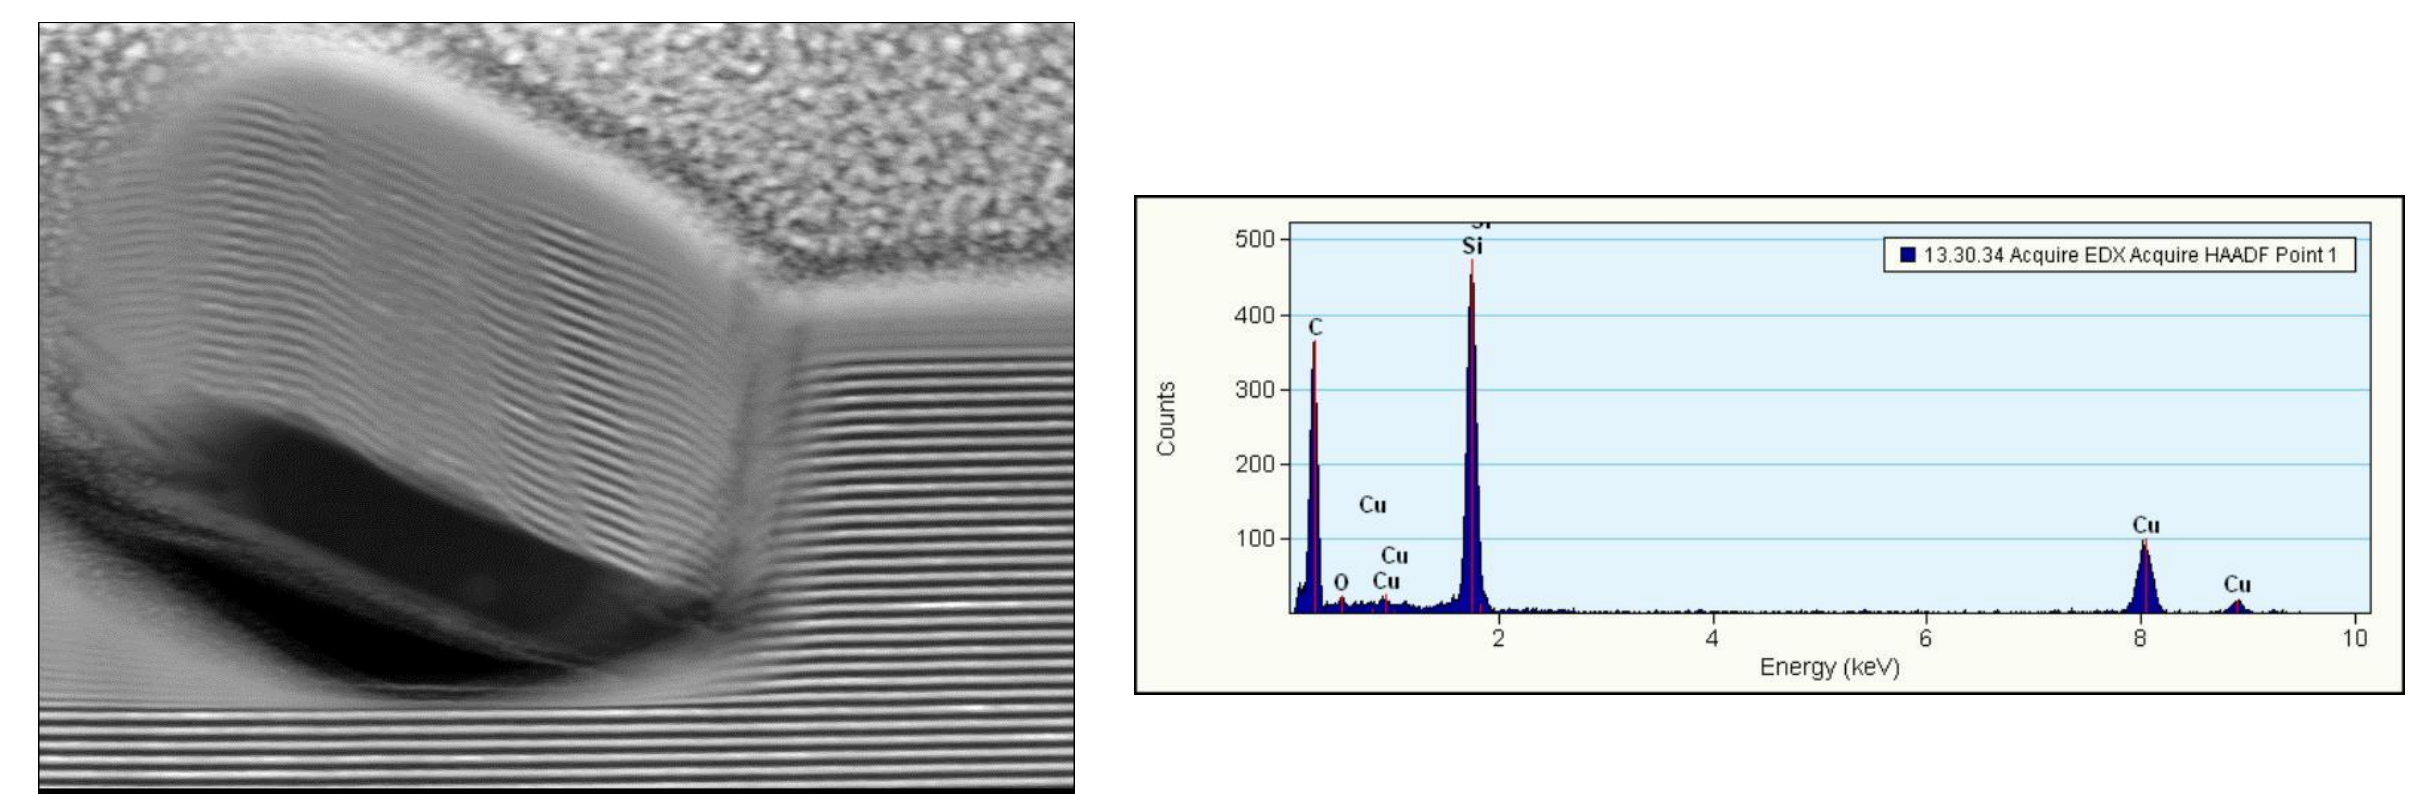 500
400
300
200
100
Counts
Si
C
Cu
Cu
O
Cu
Cu
Cu
13.30.34 Acquire EDX Acquire HAADF Point 1
2
4
6
8
10
Energy (keV)